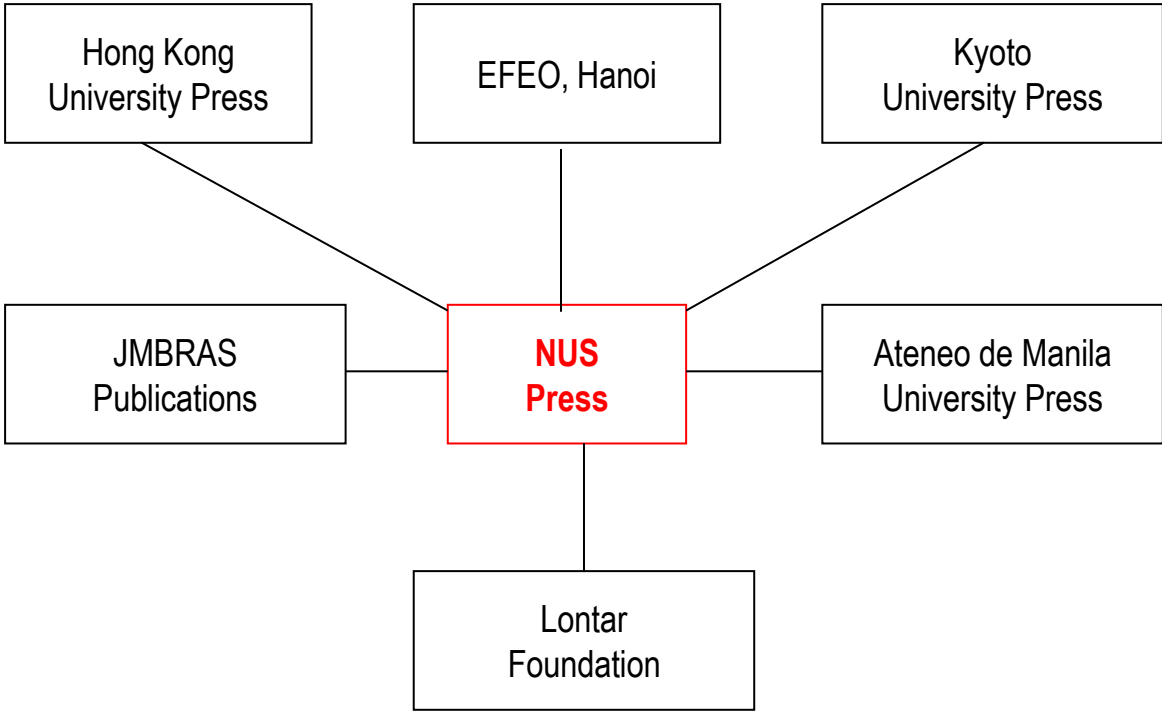 Hong Kong
University Press
EFEO, Hanoi
Kyoto
University Press
JMBRAS
Publications
NUS
Press
Ateneo de Manila
University Press
Lontar
Foundation